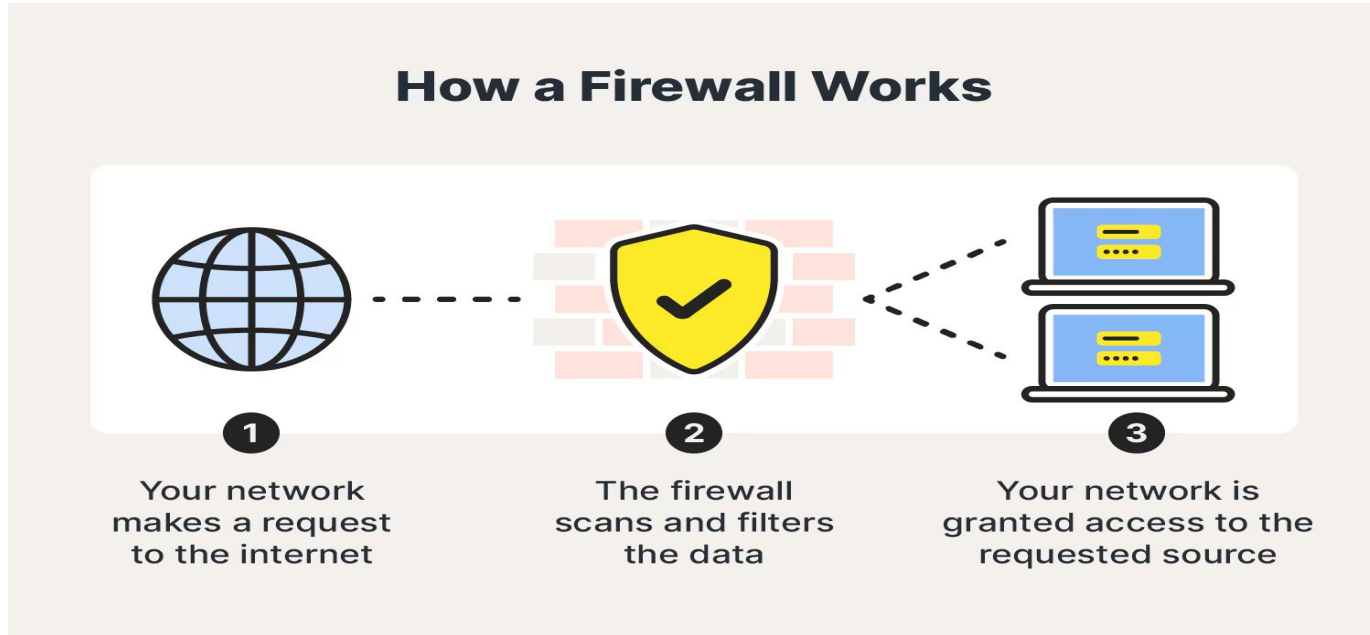 How a Firewall Works
1
Your network
makes a request
to the internet
2
The firewall
scans and filters
the data
3
Your network is
granted access to the
requested source